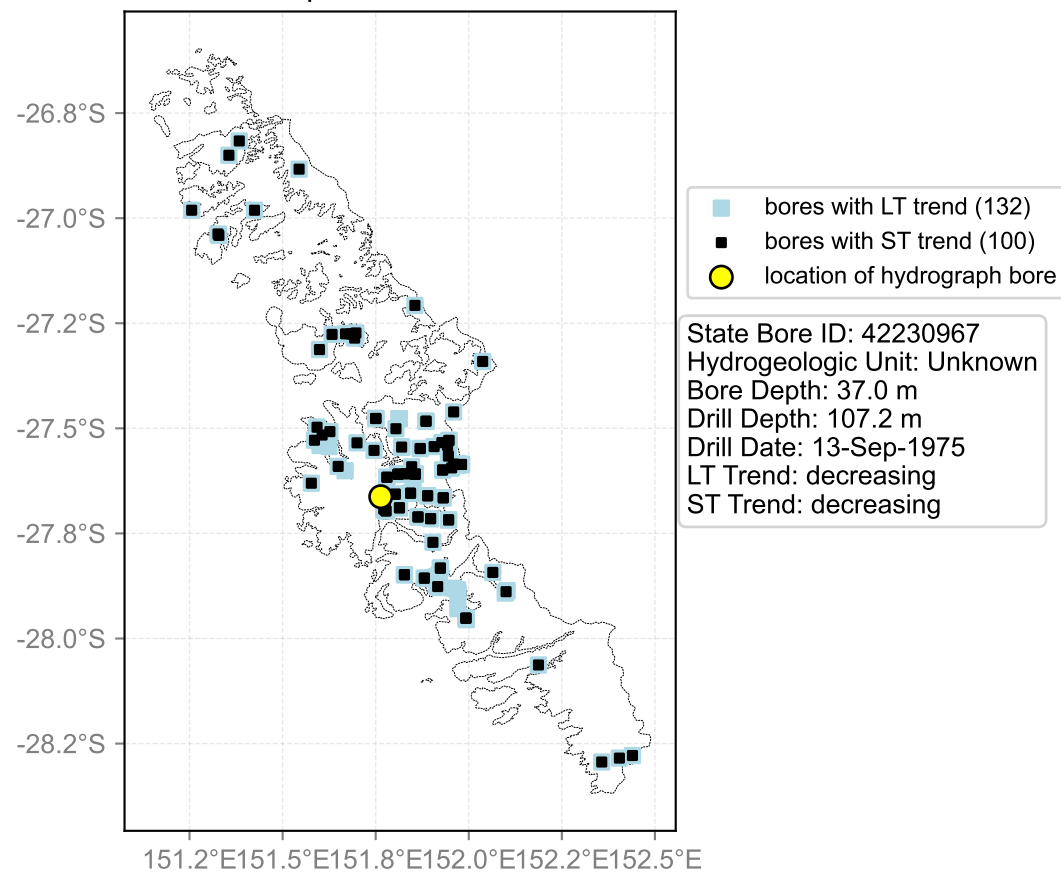 -26.8°S
-27.0°S
-27.2°S
-27.5°S
-27.8°S
-28.0°S
-28.2°S
151.2°E151.5°E151.8°E152.0°E152.2°E152.5°E
bores with LT trend (132)
bores with ST trend (100)
location of hydrograph bore
State Bore ID: 42230967
Hydrogeologic Unit: Unknown
Bore Depth: 37.0 m
Drill Depth: 107.2 m
Drill Date: 13-Sep-1975
LT Trend: decreasing
ST Trend: decreasing